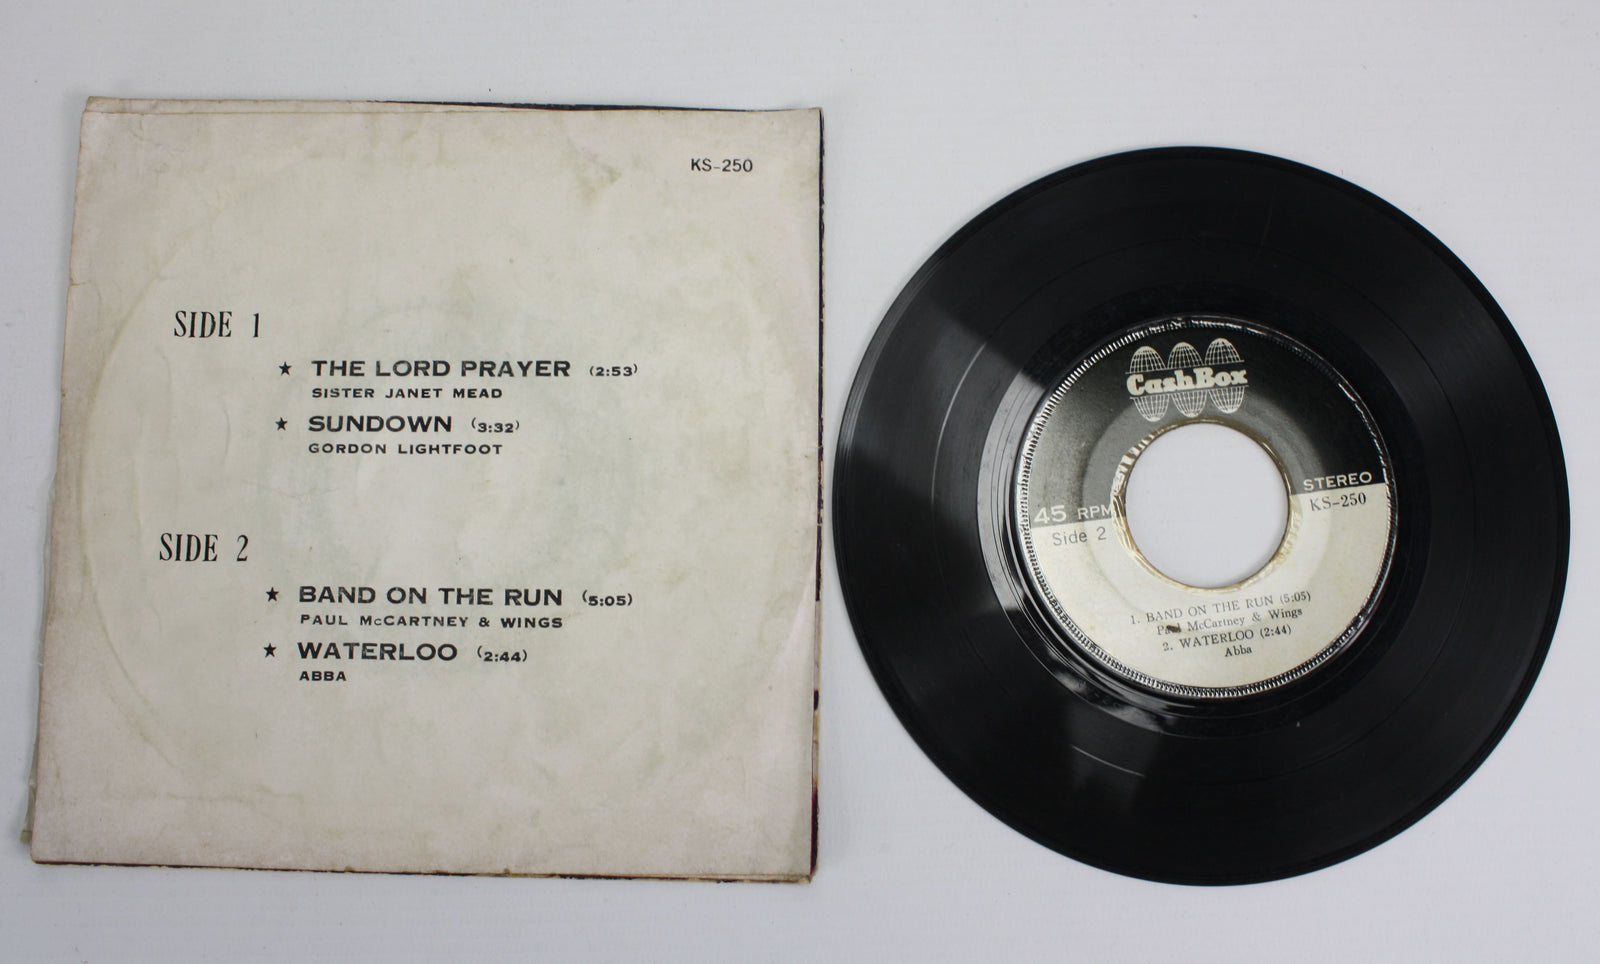 KS-250
SIDE 1
★ THE LORD PRAYER (2:53)
SISTER JANET MEAD
★ SUNDOWN (3:32)
GORDON LIGHTFOOT
SIDE 2
★ BAND ON THE RUN (5:05)
PAUL McCARTNEY & WINGS
★ WATERLOO (2:44)
ABBA
CashBox
STEREO
KS-250
45 RPM
Side 2
1. BAND ON THE RUN (5:05)
Paul McCartney & Wings
2. WATERLOO (2:44)
Abba